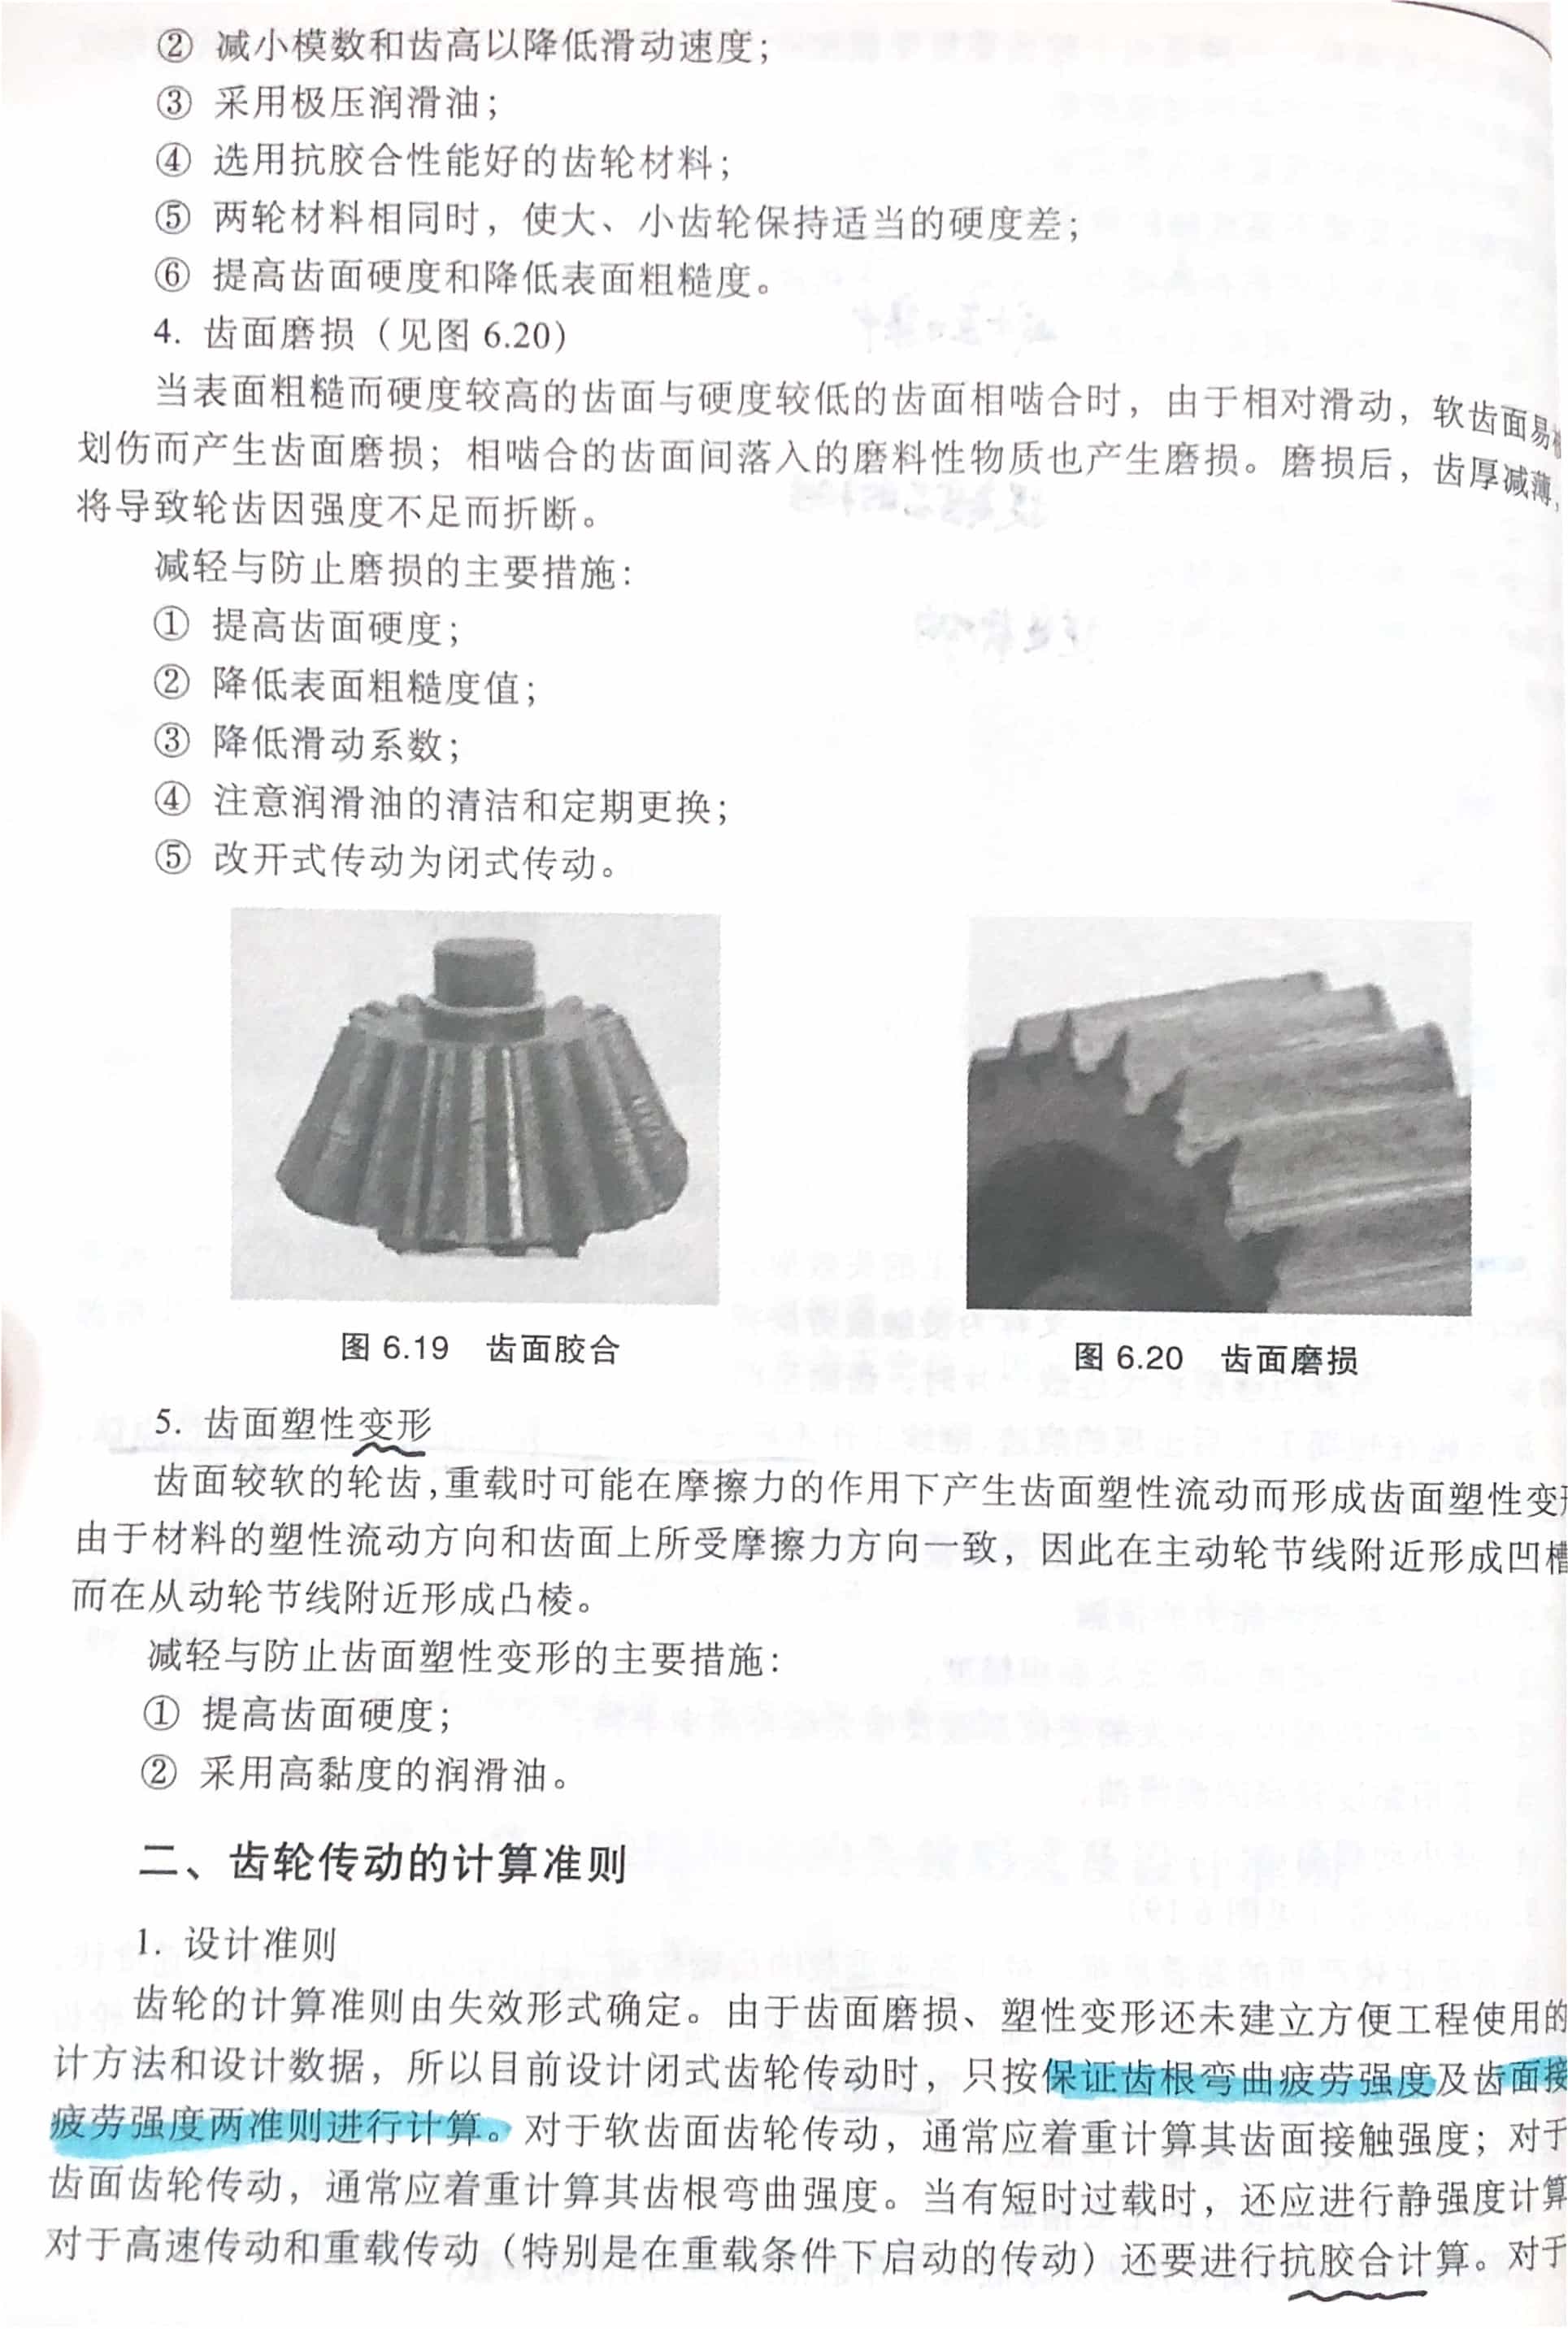 ② 减小模数和齿高以降低滑动速度；
③ 采用极压润滑油；
④ 选用抗胶合性能好的齿轮材料；
⑤ 两轮材料相同时，使大、小齿轮保持适当的硬度差；
⑥ 提高齿面硬度和降低表面粗糙度。
4. 齿面磨损（见图 6.20）
当表面粗糙而硬度较高的齿面与硬度较低的齿面相啮合时，由于相对滑动，软齿面易
划伤而产生齿面磨损；相啮合的齿面间落入的磨料性物质也产生磨损。磨损后，齿厚减薄，
将导致轮齿因强度不足而折断。
减轻与防止磨损的主要措施：
① 提高齿面硬度；
② 降低表面粗糙度值；
③ 降低滑动系数；
④ 注意润滑油的清洁和定期更换；
⑤ 改开式传动为闭式传动。
图 6.19 齿面胶合
图 6.20 齿面磨损
5. 齿面塑性变形
齿面较软的轮齿，重载时可能在摩擦力的作用下产生齿面塑性流动而形成齿面塑性变
由于材料的塑性流动方向和齿面上所受摩擦力方向一致，因此在主动轮节线附近形成凹槽
而在从动轮节线附近形成凸棱。
减轻与防止齿面塑性变形的主要措施：
① 提高齿面硬度；
② 采用高黏度的润滑油。
二、齿轮传动的计算准则
1. 设计准则
齿轮的计算准则由失效形式确定。由于齿面磨损、塑性变形还未建立方便工程使用的
计方法和设计数据，所以目前设计闭式齿轮传动时，只按保证齿根弯曲疲劳强度及齿面接
疲劳强度两准则进行计算。对于软齿面齿轮传动，通常应着重计算其齿面接触强度；对于
齿面齿轮传动，通常应着重计算其齿根弯曲强度。当有短时过载时，还应进行静强度计算
对于高速传动和重载传动（特别是在重载条件下启动的传动）还要进行抗胶合计算。对于